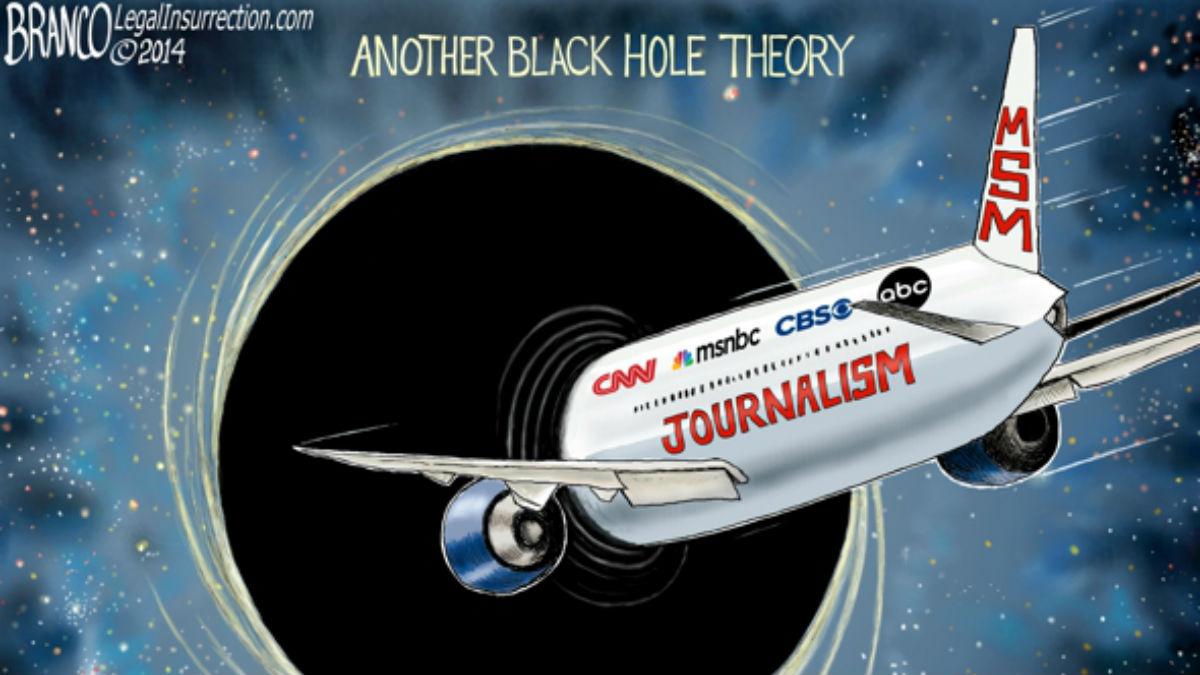 BRANCO LegalInsurrection.com
©2014
ANOTHER BLACK HOLE THEORY
MSM
CNN msnbc CBS abc
JOURNALISM